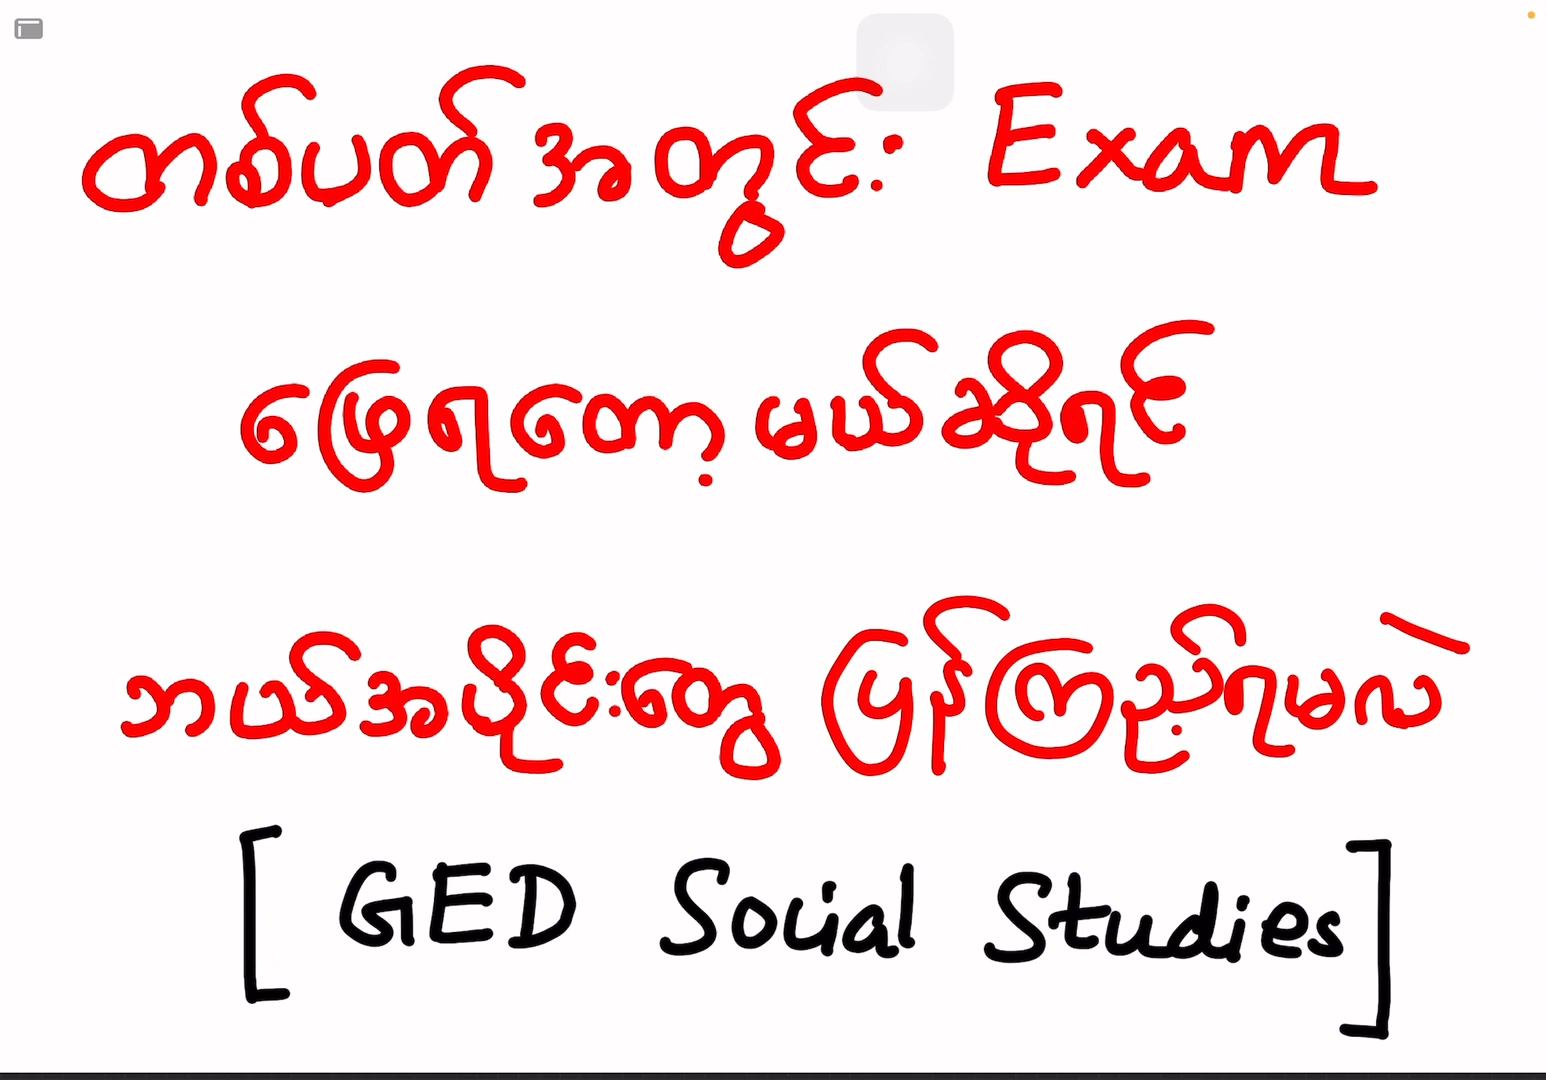 တစ်ပတ်အတွင်း Exam
ဖြေရတော့မယ်ဆိုရင်
ဘယ်အပိုင်းတွေ ပြန်ကြည့်ရမလဲ
[ GED Social Studies ]